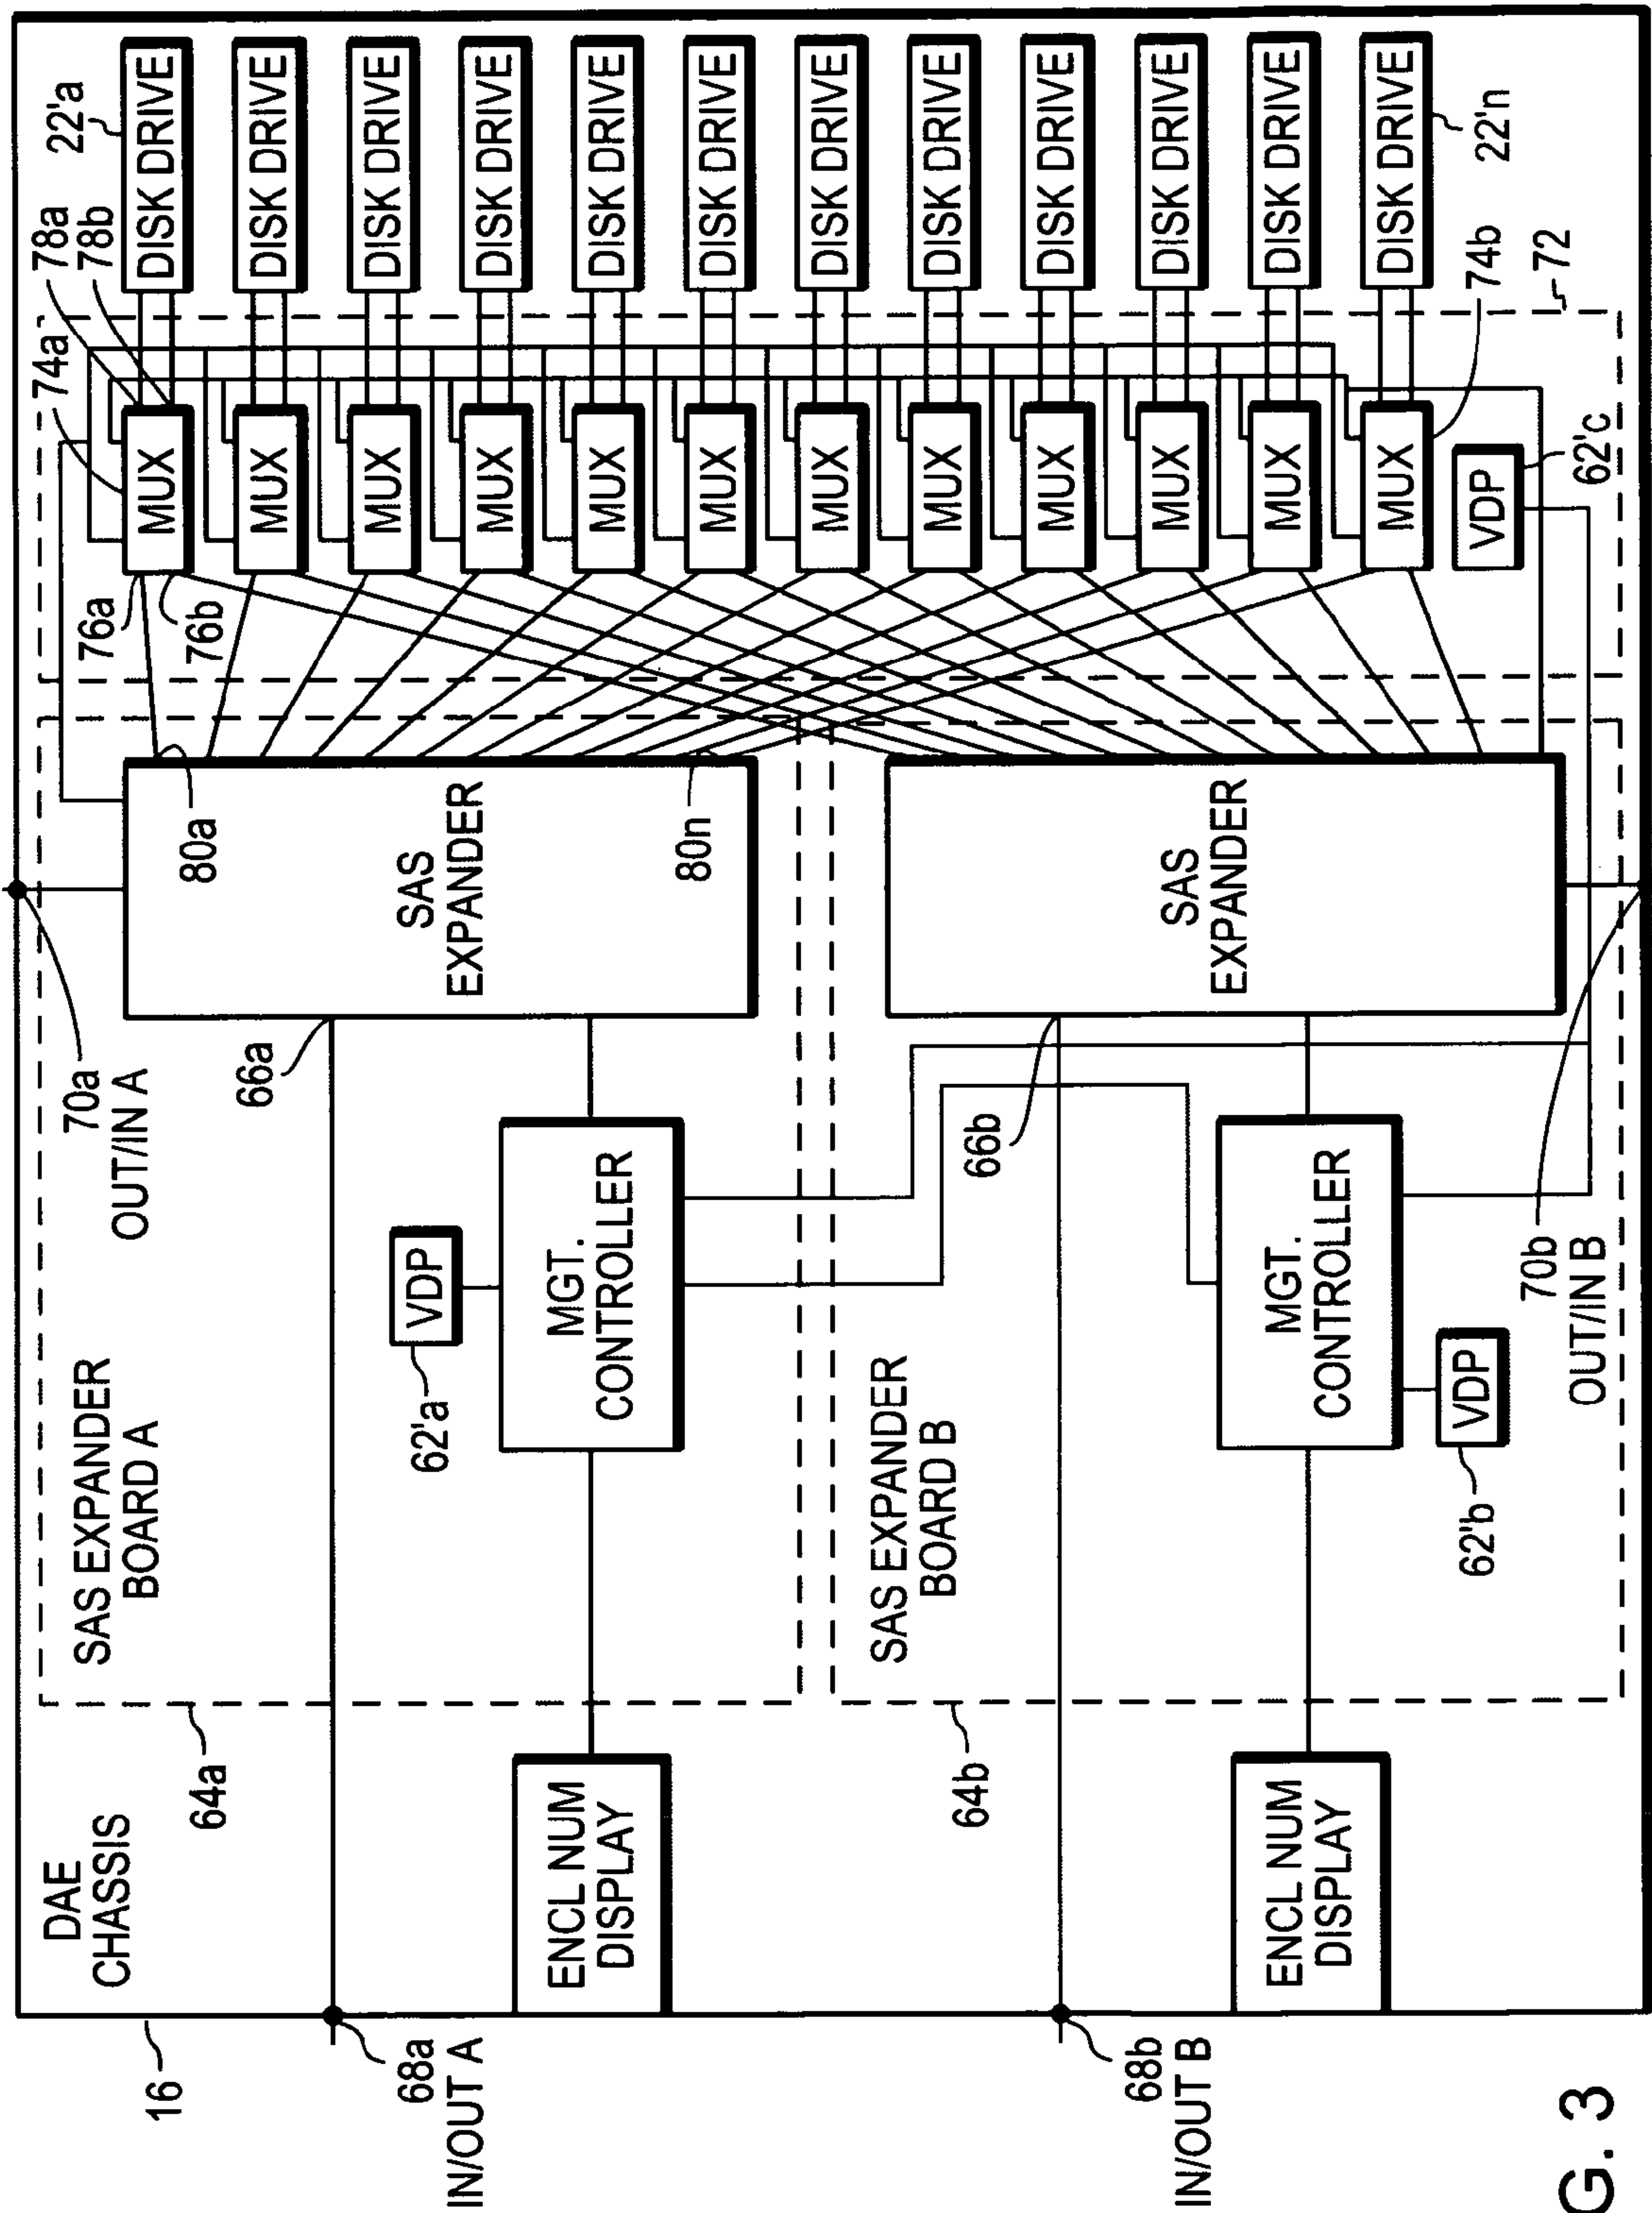 DAE
CHASSIS
16
64a
SAS EXPANDER
BOARD A
70a
OUT/IN A
66a
62'a
VDP
MGT.
CONTROLLER
ENCL NUM
DISPLAY
68a
IN/OUT A
SAS
EXPANDER
80a
80n
76a
76b
74a
78a
78b
22'a
MUX
DISK DRIVE
MUX
DISK DRIVE
MUX
DISK DRIVE
MUX
DISK DRIVE
MUX
DISK DRIVE
MUX
DISK DRIVE
MUX
DISK DRIVE
MUX
DISK DRIVE
MUX
DISK DRIVE
MUX
DISK DRIVE
MUX
DISK DRIVE
MUX
DISK DRIVE
22'n
74b
72
VDP
62'c
64b
SAS EXPANDER
BOARD B
66b
SAS
EXPANDER
MGT.
CONTROLLER
VDP
62'b
70b
OUT/IN B
ENCL NUM
DISPLAY
68b
IN/OUT B
G. 3